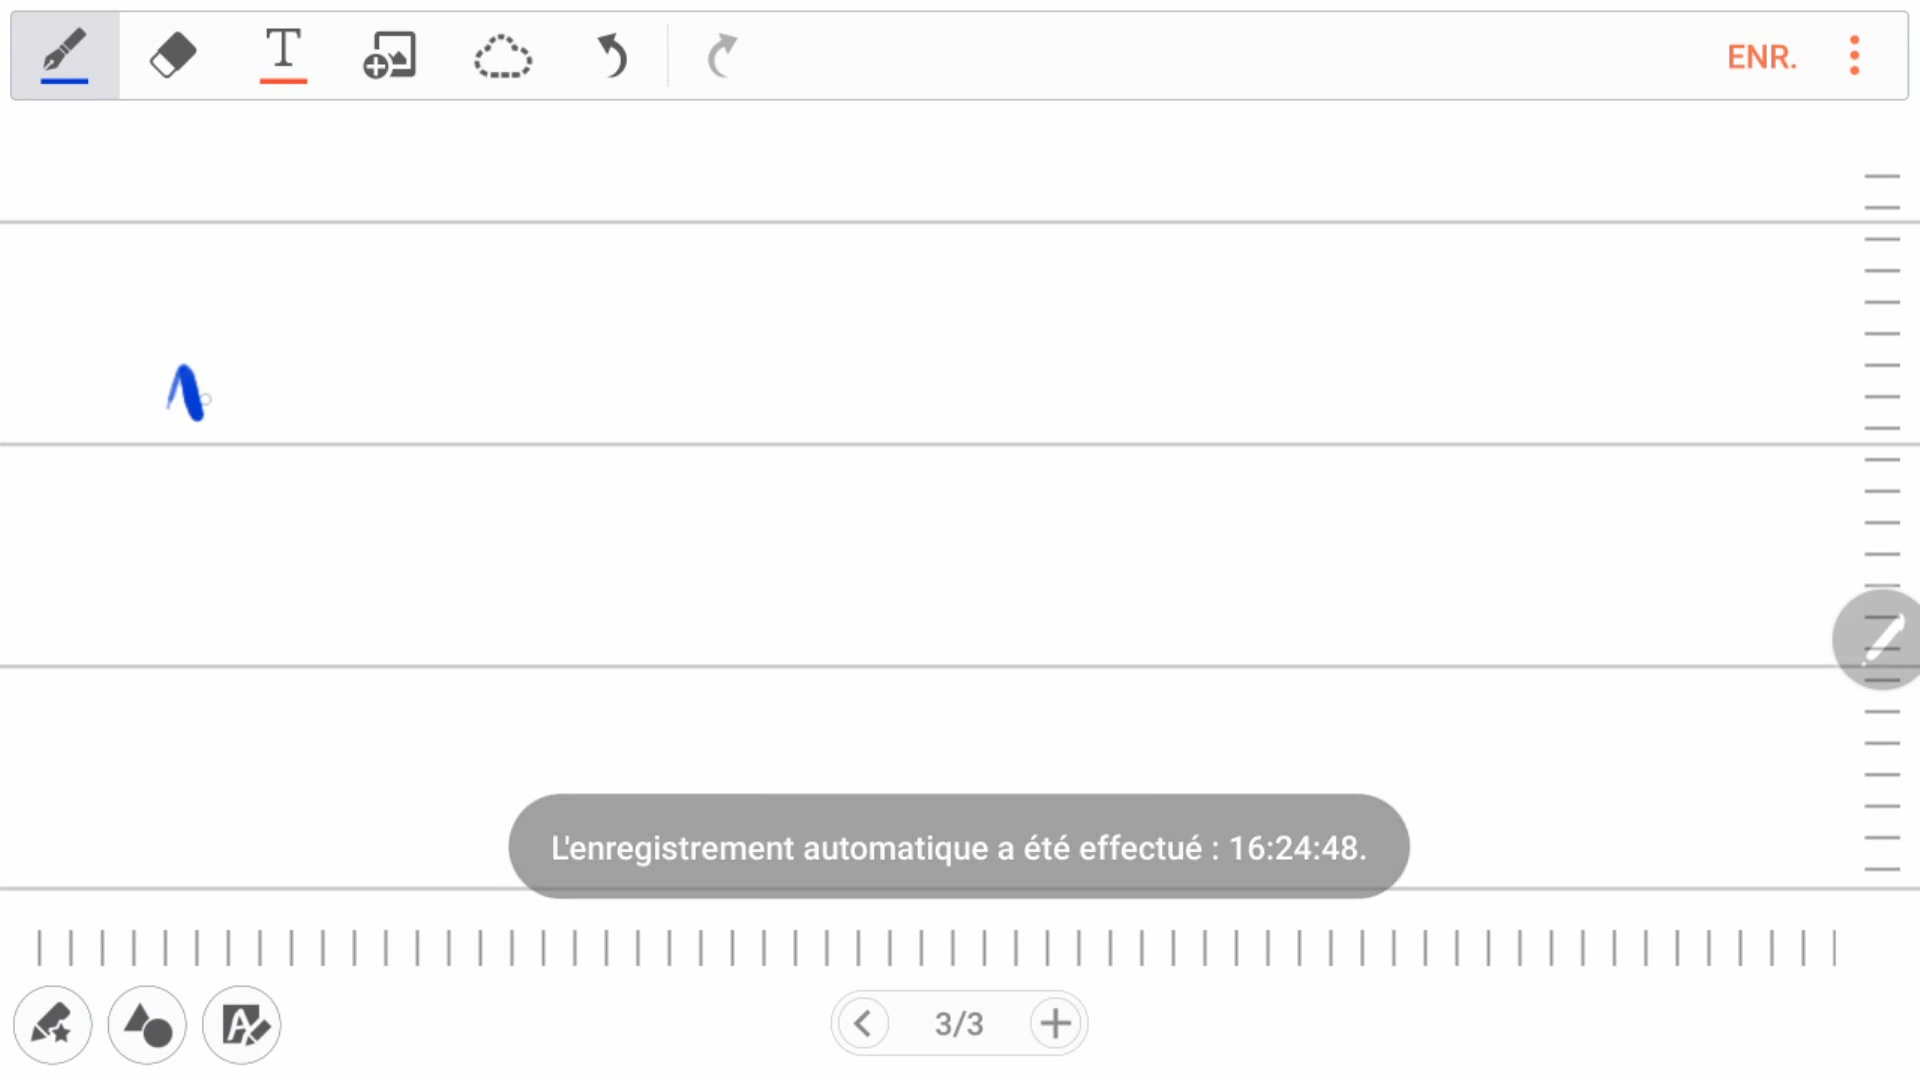 T
ENR.
L'enregistrement automatique a été effectué : 16:24:48.
A
3/3